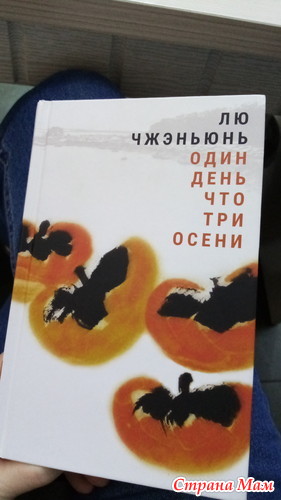 ЛЮ
ЧЖЭНЬЮНЬ
ОДИН
ДЕНЬ
ЧТО
ТРИ
ОСЕНИ
Страна Мам